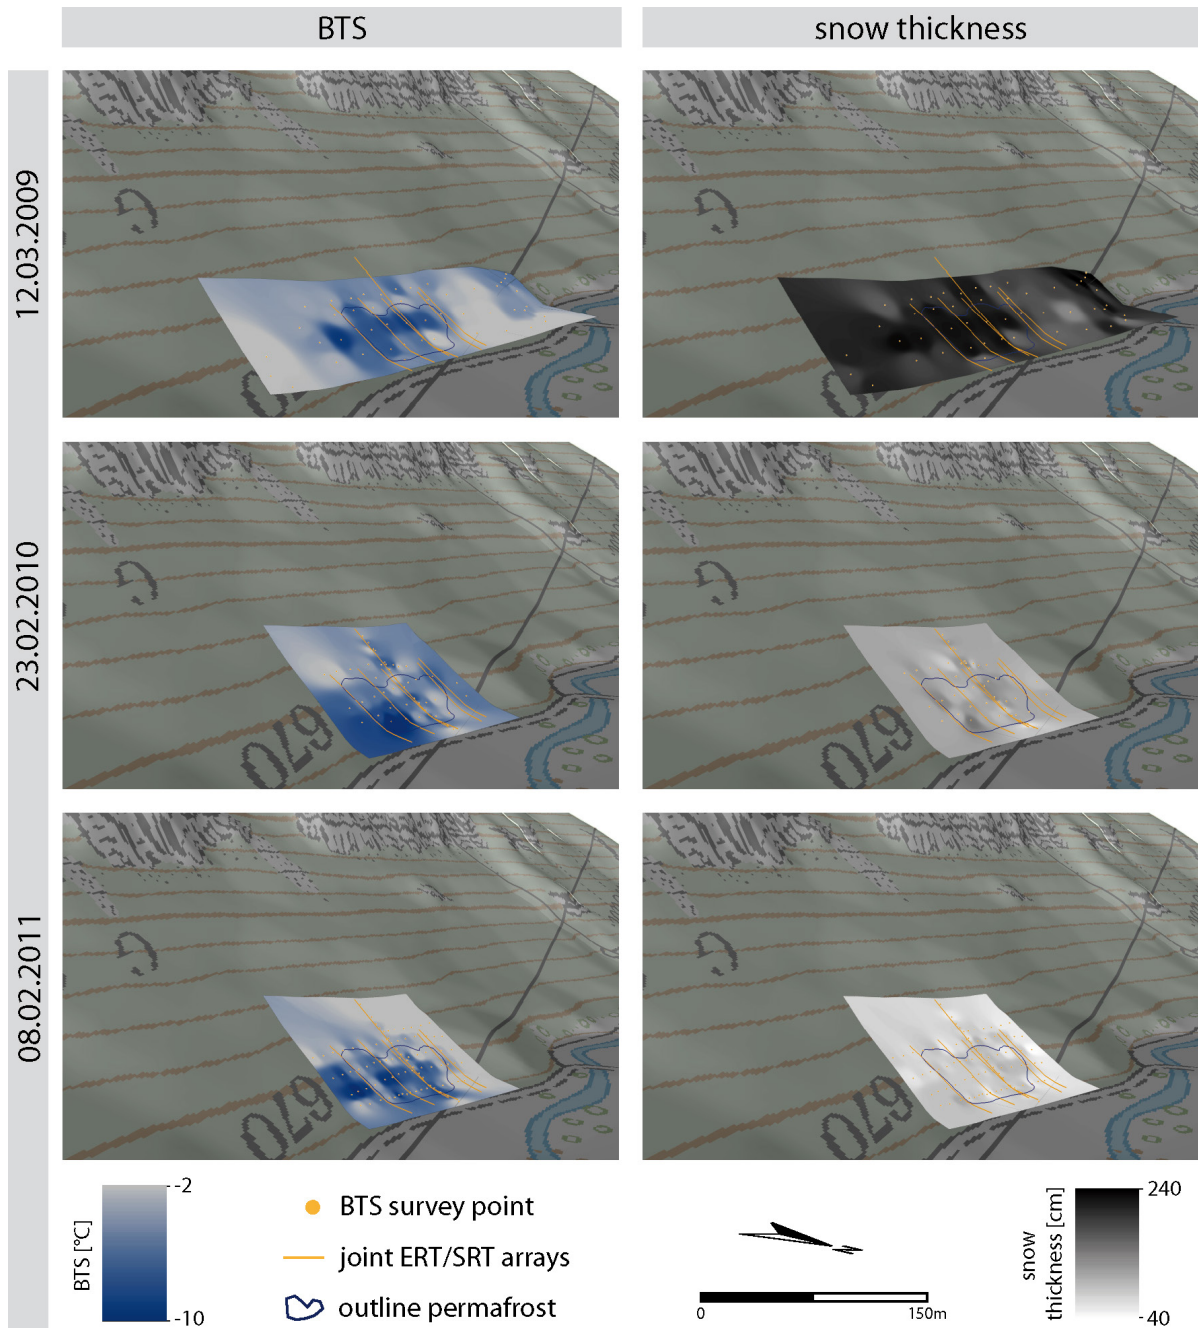 BTS
snow thickness
12.03.2009
23.02.2010
670
08.02.2011
670
670
670
-2
-10
BTS [°C]
BTS survey point
joint ERT/SRT arrays
outline permafrost
0
150m
snow
thickness [cm]
240
40